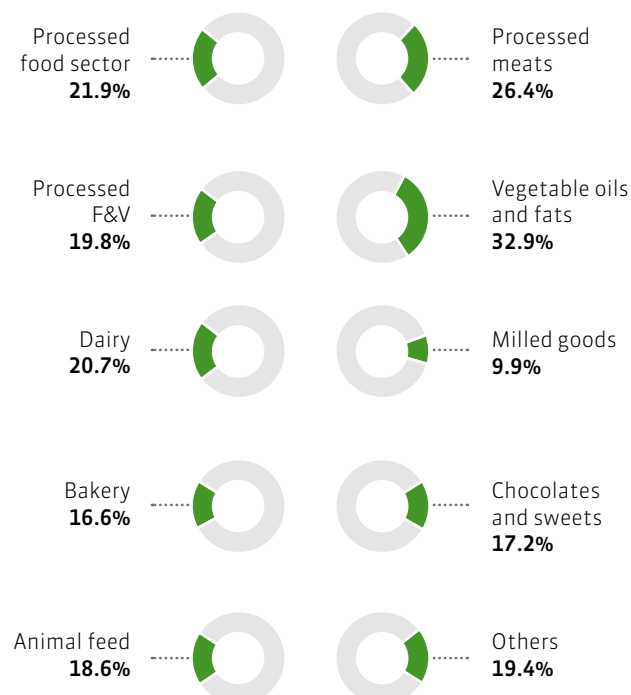 Processed
food sector
21.9%
Processed
meats
26.4%
Processed
F&V
19.8%
Vegetable oils
and fats
32.9%
Dairy
20.7%
Milled goods
9.9%
Bakery
16.6%
Chocolates
and sweets
17.2%
Animal feed
18.6%
Others
19.4%